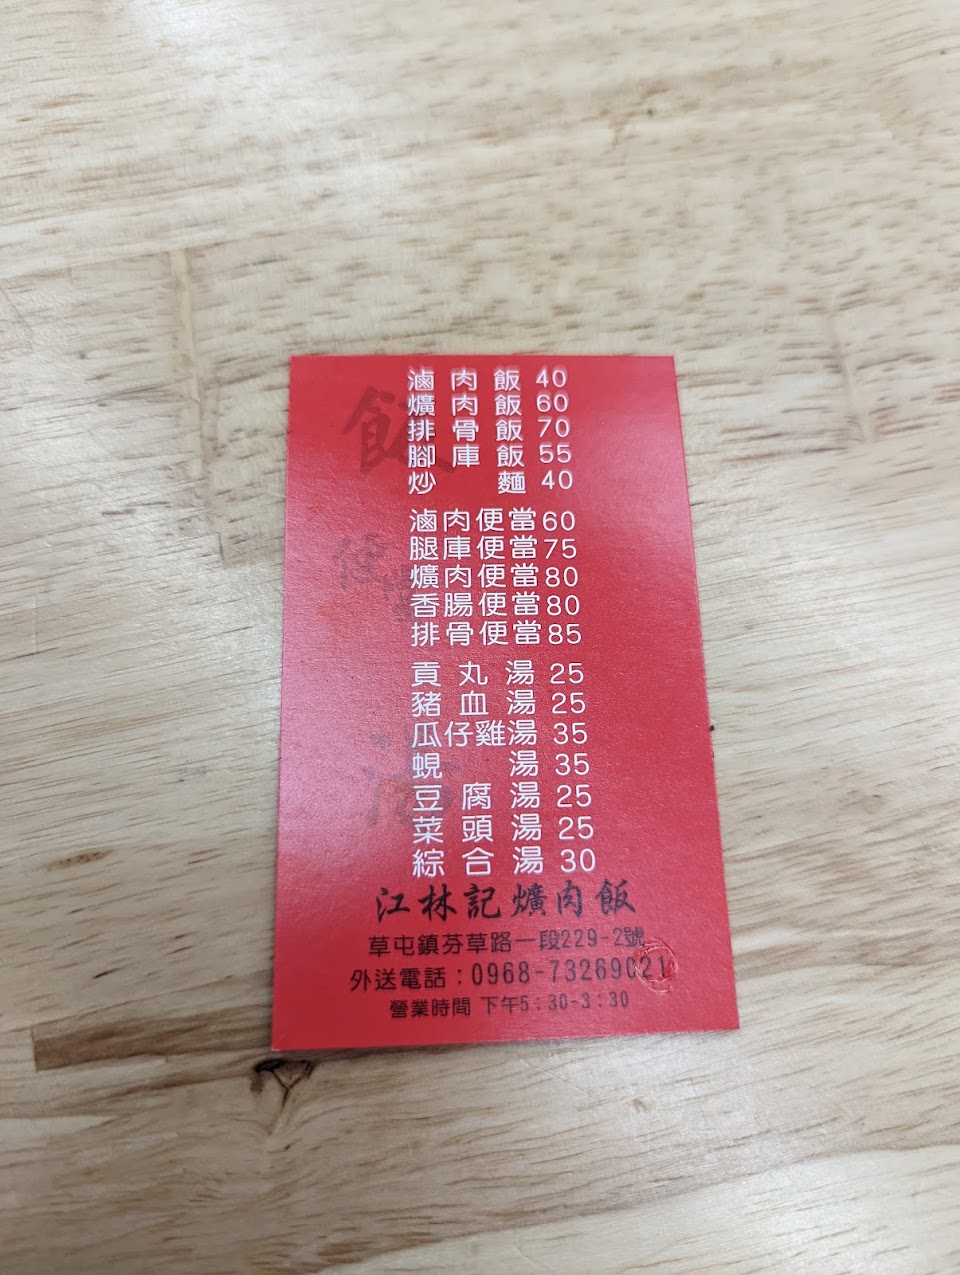 滷肉飯 40
爌肉飯 60
排骨飯 70
腳庫飯 55
炒麵 40
飯
滷肉便當 60
腿庫便當 75
爌肉便當 80
香腸便當 80
排骨便當 85
便當
貢丸湯 25
豬血湯 25
瓜仔雞湯 35
蜆湯 35
豆腐湯 25
菜頭湯 25
綜合湯 30
湯
江林記爌肉飯
草屯鎮芬草路一段229-2號
外送電話：0968-73269021
營業時間 下午5:30-3:30